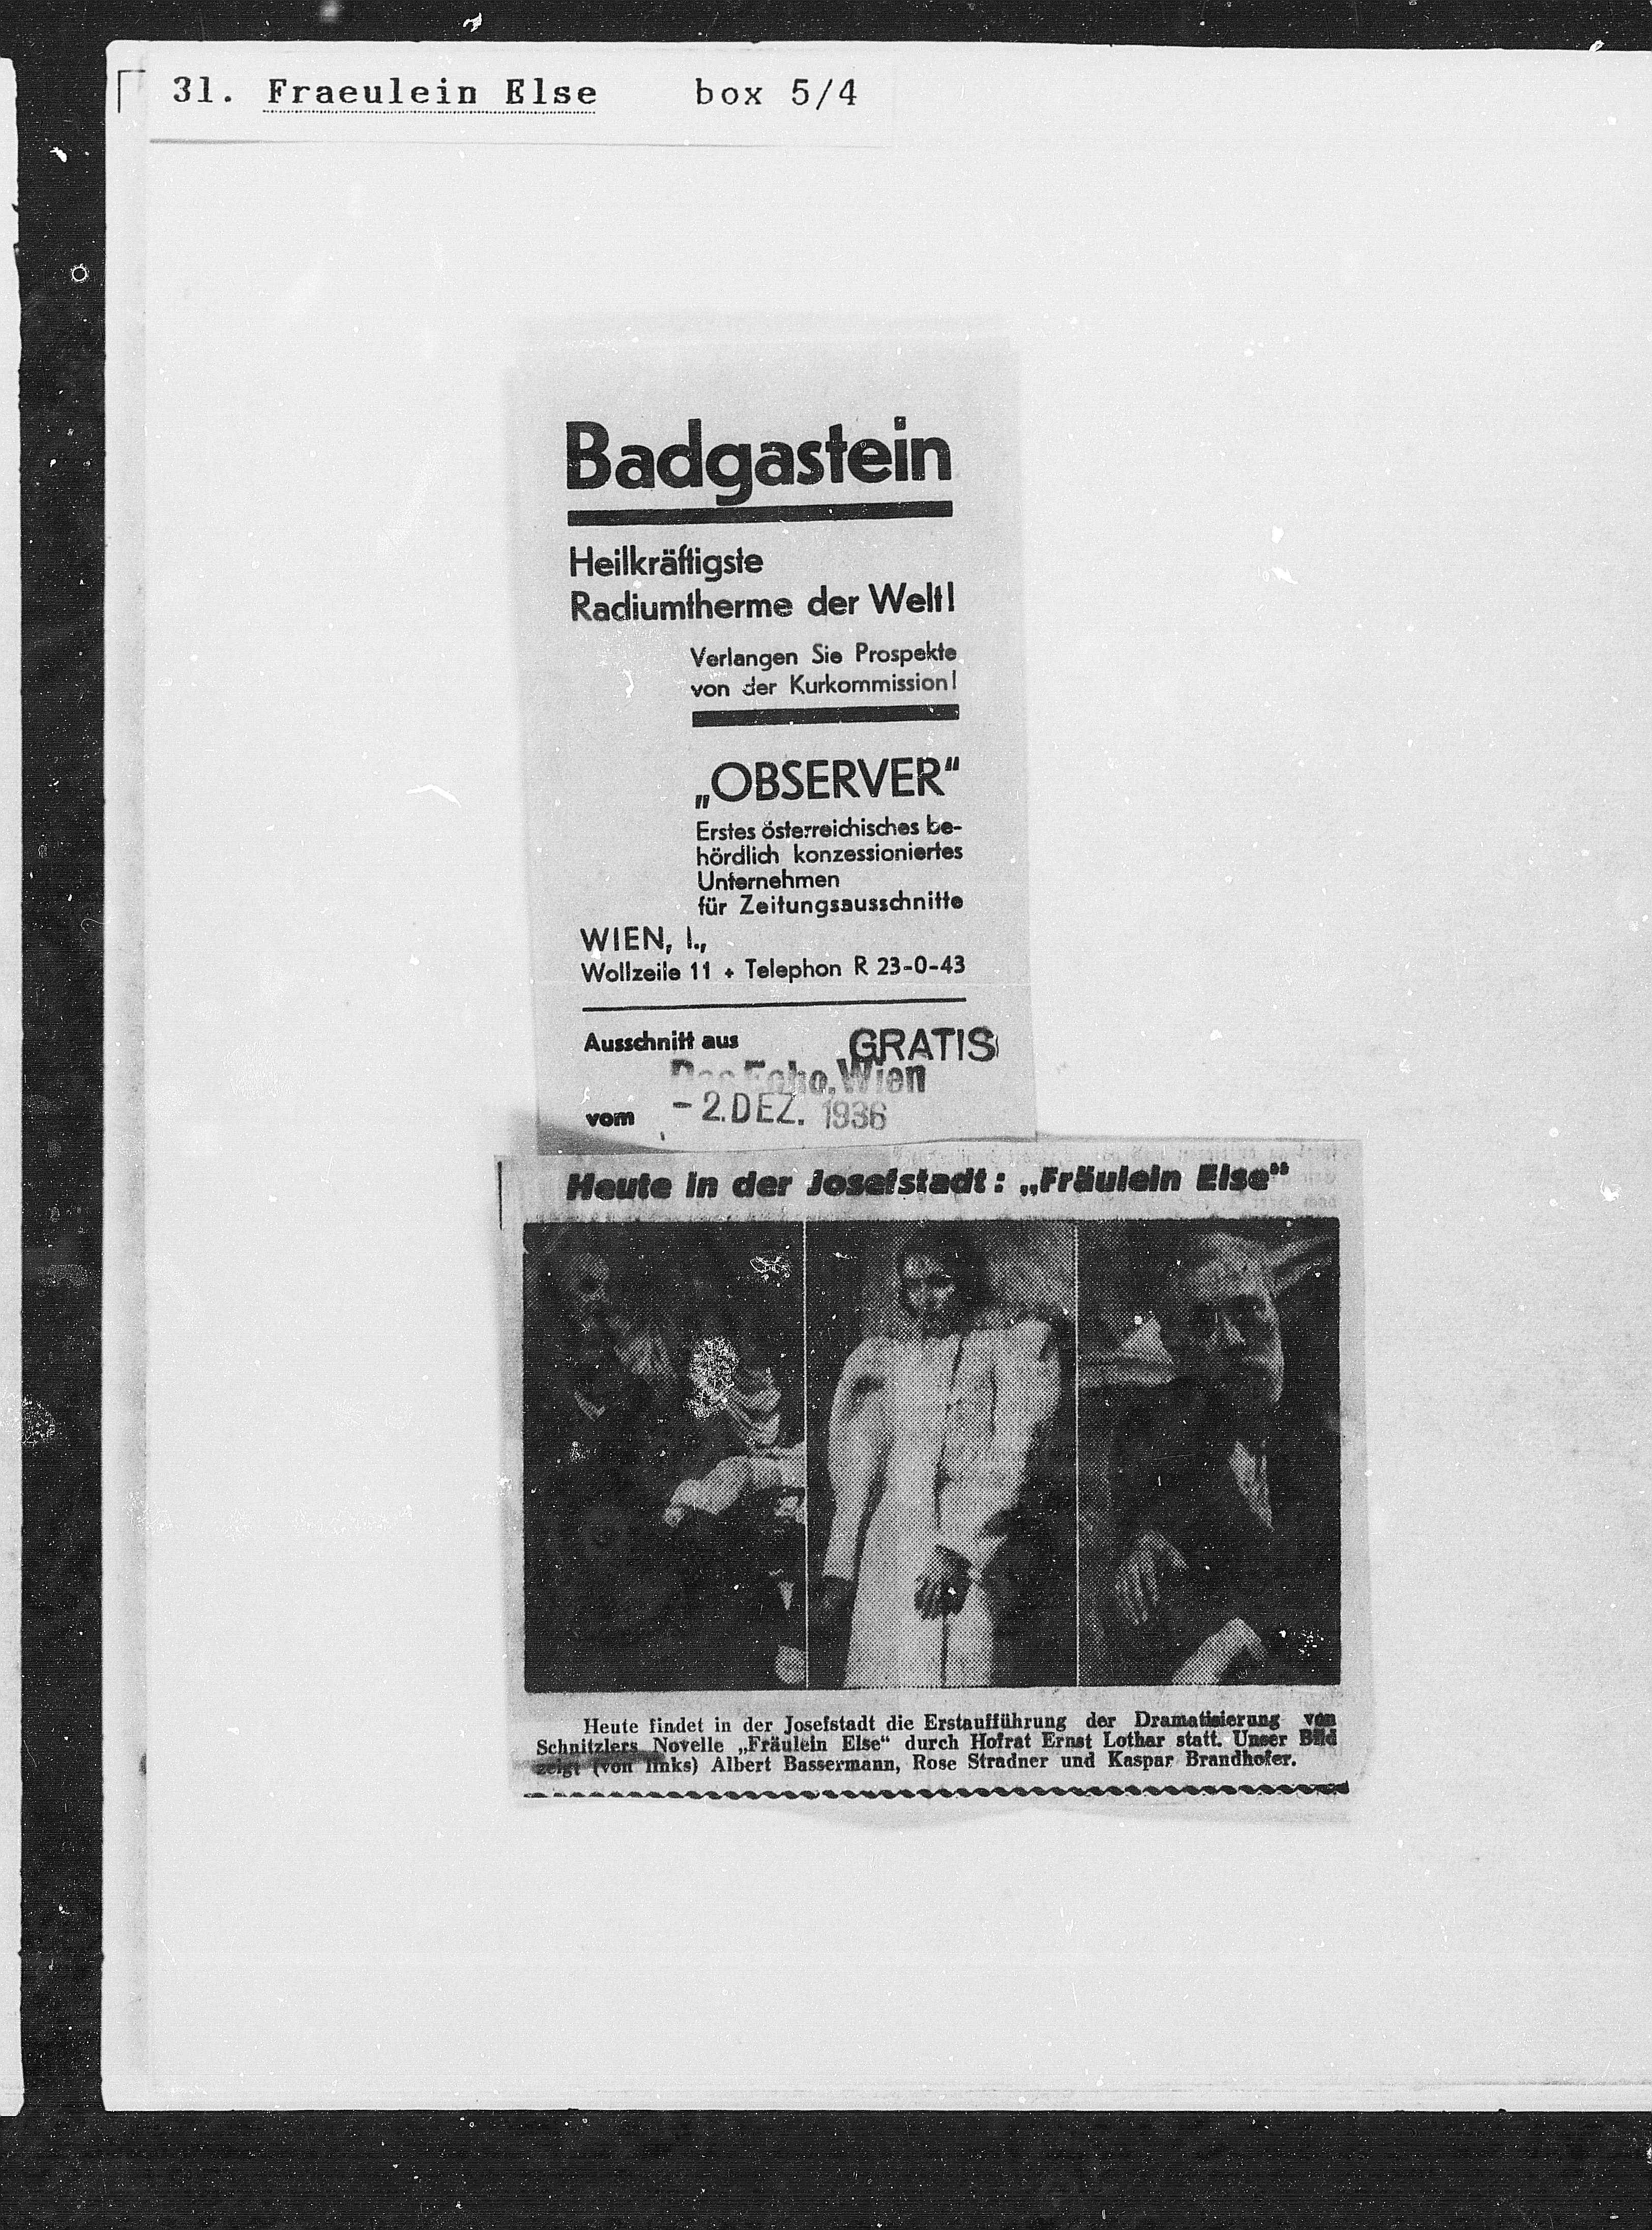 31. Fraeulein Else box 5/4
Badgastein
Heilkräftigste
Radiumtherme der Welt!
Verlangen Sie Prospekte
von der Kurkommission!
„OBSERVER“
Erstes österreichisches be-
hördlich konzessioniertes
Unternehmen
für Zeitungsausschnitte
WIEN, I.,
Wollzeile 11 + Telephon R 23-0-43
Ausschnitt aus GRATIS
Das Echo, Wien
vom - 2. DEZ. 1936
Heute in der Josefstadt: „Fräulein Else“
Heute findet in der Josefstadt die Erstaufführung der Dramatisierung von
Schnitzlers Novelle „Fräulein Else“ durch Hofrat Ernst Lothar statt. Unser Bild
zeigt (von links) Albert Bassermann, Rose Stradner und Kaspar Brandhofer.